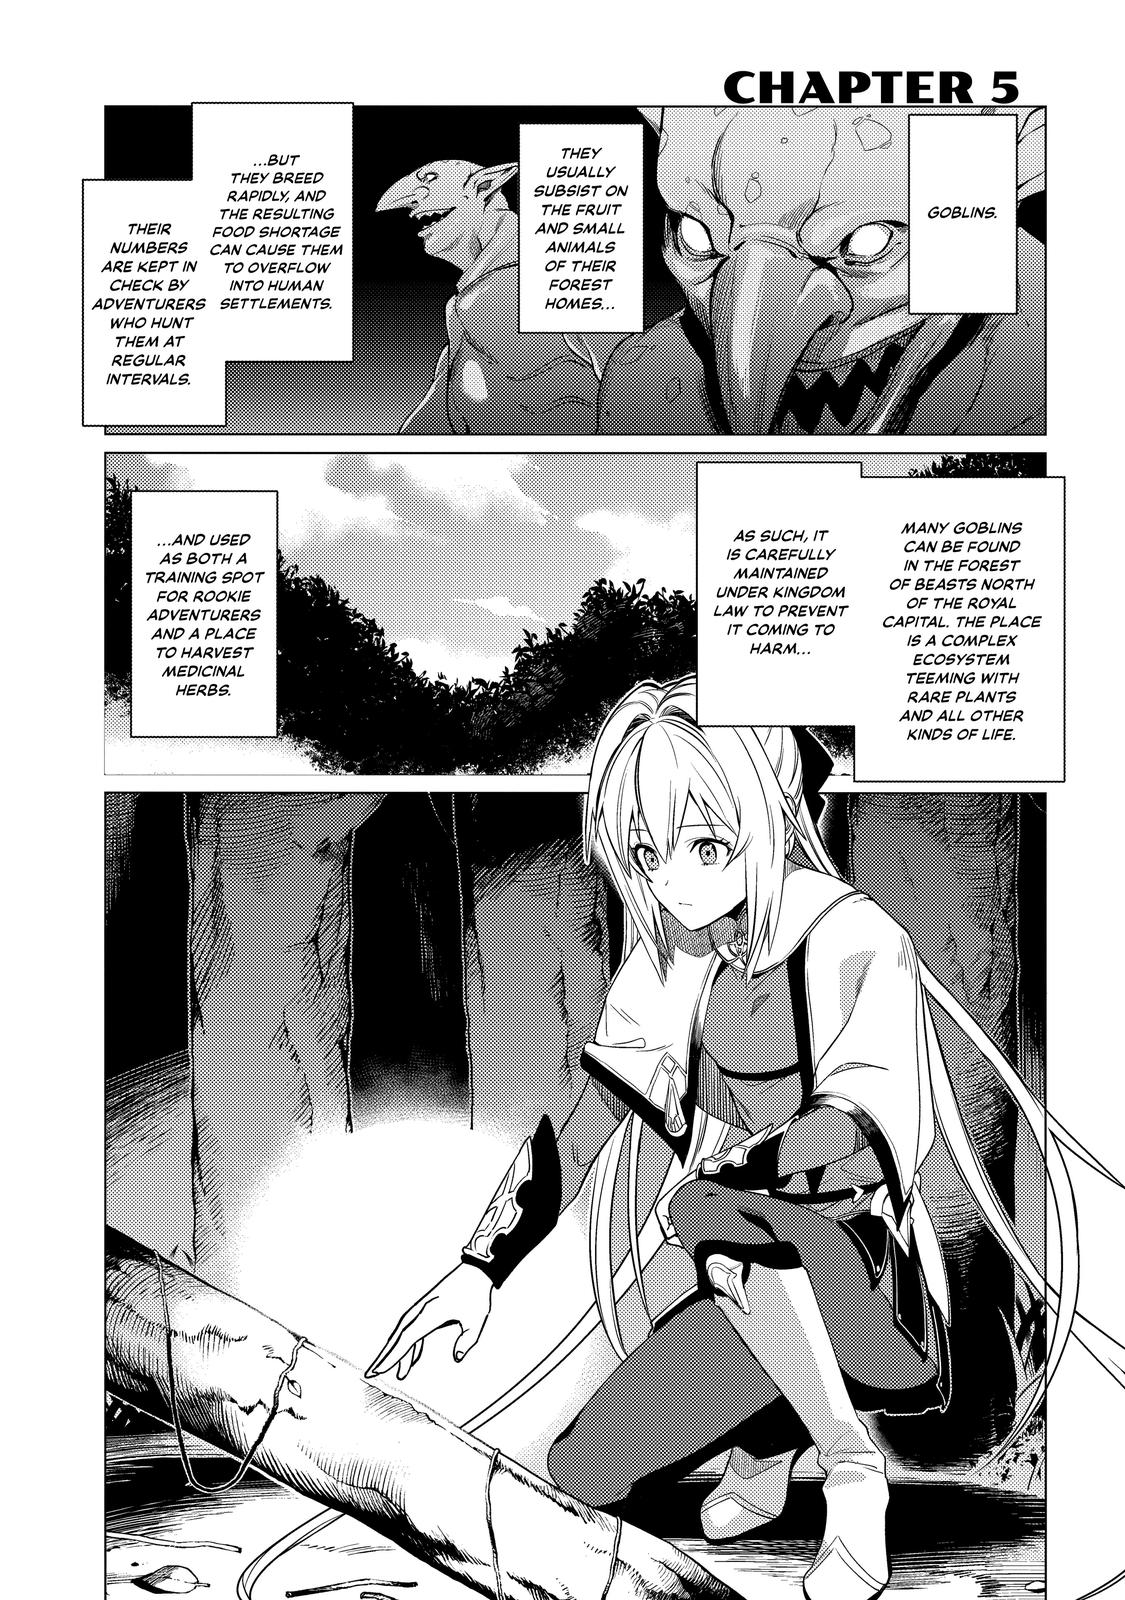 CHAPTER 5
GOBLINS.
THEY
USUALLY
SUBSIST ON
THE FRUIT
AND SMALL
ANIMALS
OF THEIR
FOREST
HOMES...
...BUT
THEY BREED
RAPIDLY, AND
THE RESULTING
FOOD SHORTAGE
CAN CAUSE THEM
TO OVERFLOW
INTO HUMAN
SETTLEMENTS.
THEIR
NUMBERS
ARE KEPT IN
CHECK BY
ADVENTURERS
WHO HUNT
THEM AT
REGULAR
INTERVALS.
MANY GOBLINS
CAN BE FOUND
IN THE FOREST
OF BEASTS NORTH
OF THE ROYAL
CAPITAL. THE PLACE
IS A COMPLEX
ECOSYSTEM
TEEMING WITH
RARE PLANTS
AND ALL OTHER
KINDS OF LIFE.
AS SUCH, IT
IS CAREFULLY
MAINTAINED
UNDER KINGDOM
LAW TO PREVENT
IT COMING TO
HARM...
...AND USED
AS BOTH A
TRAINING SPOT
FOR ROOKIE
ADVENTURERS
AND A PLACE
TO HARVEST
MEDICINAL
HERBS.